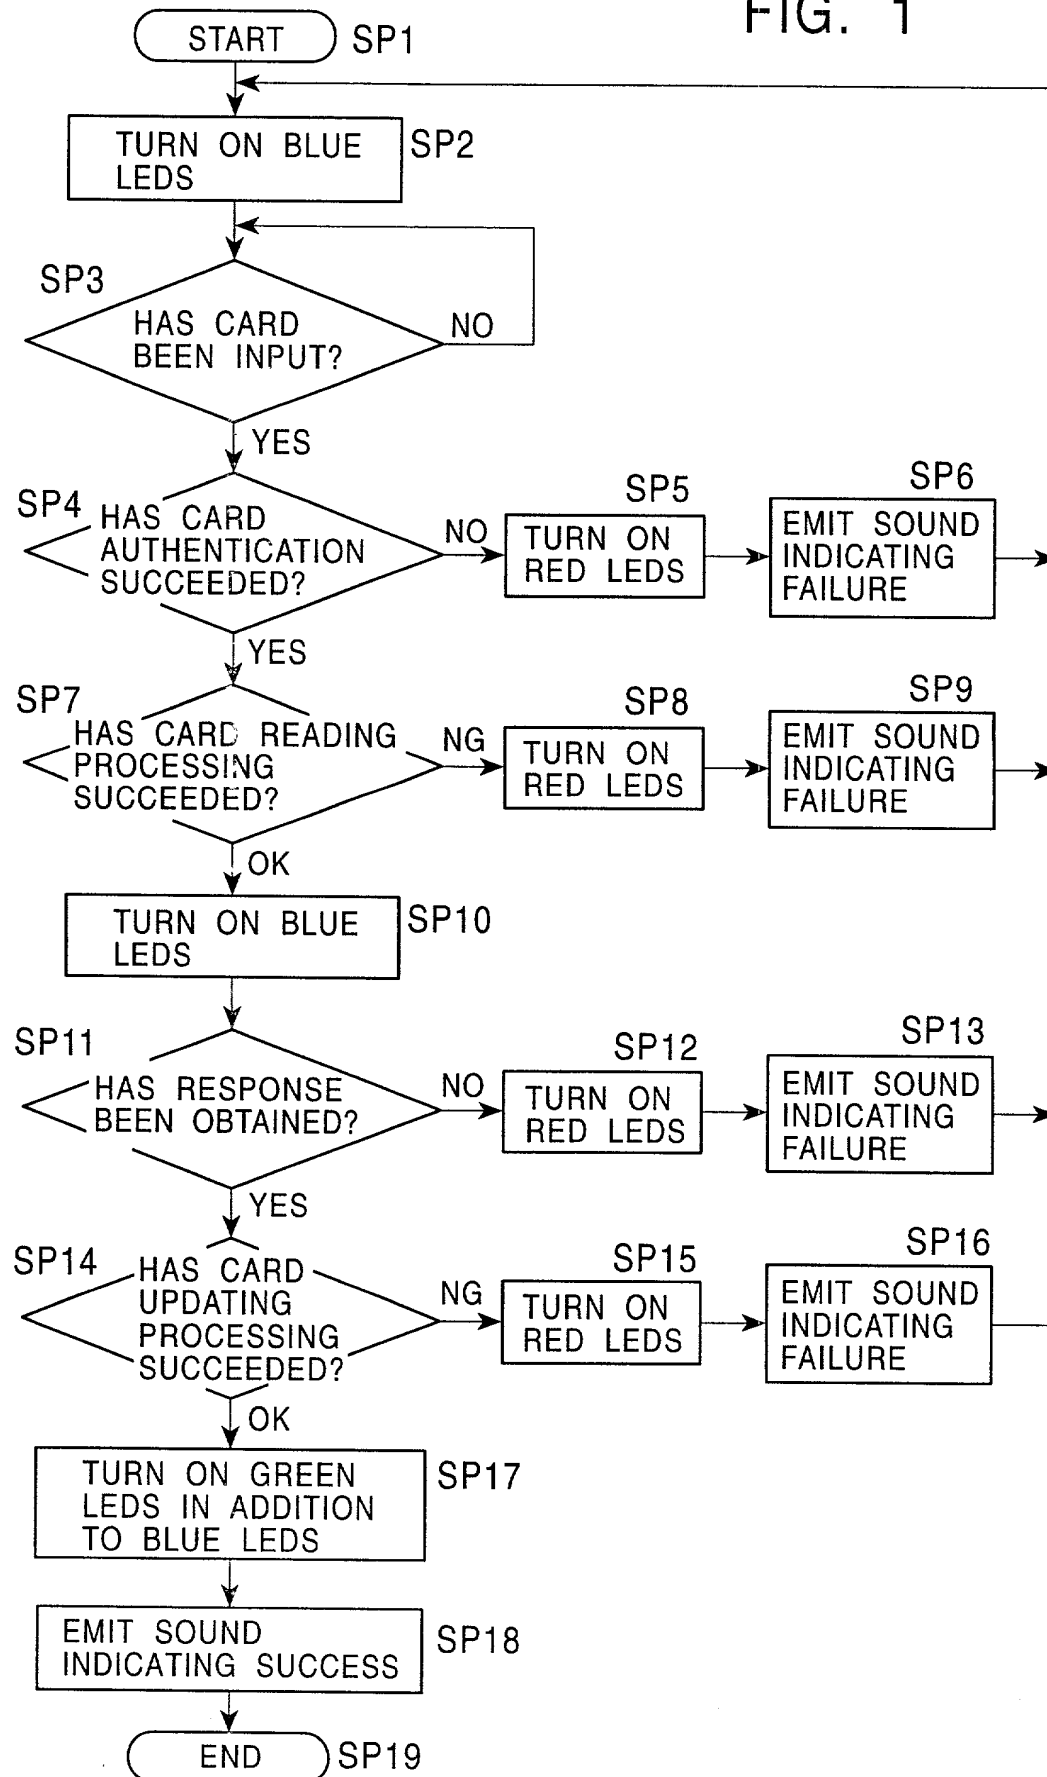 FIG. 1
START
SP1
TURN ON BLUE
LEDS
SP2
SP3
HAS CARD
BEEN INPUT?
NO
YES
SP4
HAS CARD
AUTHENTICATION
SUCCEEDED?
NO
SP5
TURN ON
RED LEDS
SP6
EMIT SOUND
INDICATING
FAILURE
YES
SP7
HAS CARD READING
PROCESSING
SUCCEEDED?
NG
SP8
TURN ON
RED LEDS
SP9
EMIT SOUND
INDICATING
FAILURE
OK
TURN ON BLUE
LEDS
SP10
SP11
HAS RESPONSE
BEEN OBTAINED?
NO
SP12
TURN ON
RED LEDS
SP13
EMIT SOUND
INDICATING
FAILURE
YES
SP14
HAS CARD
UPDATING
PROCESSING
SUCCEEDED?
NG
SP15
TURN ON
RED LEDS
SP16
EMIT SOUND
INDICATING
FAILURE
OK
TURN ON GREEN
LEDS IN ADDITION
TO BLUE LEDS
SP17
EMIT SOUND
INDICATING SUCCESS
SP18
END
SP19